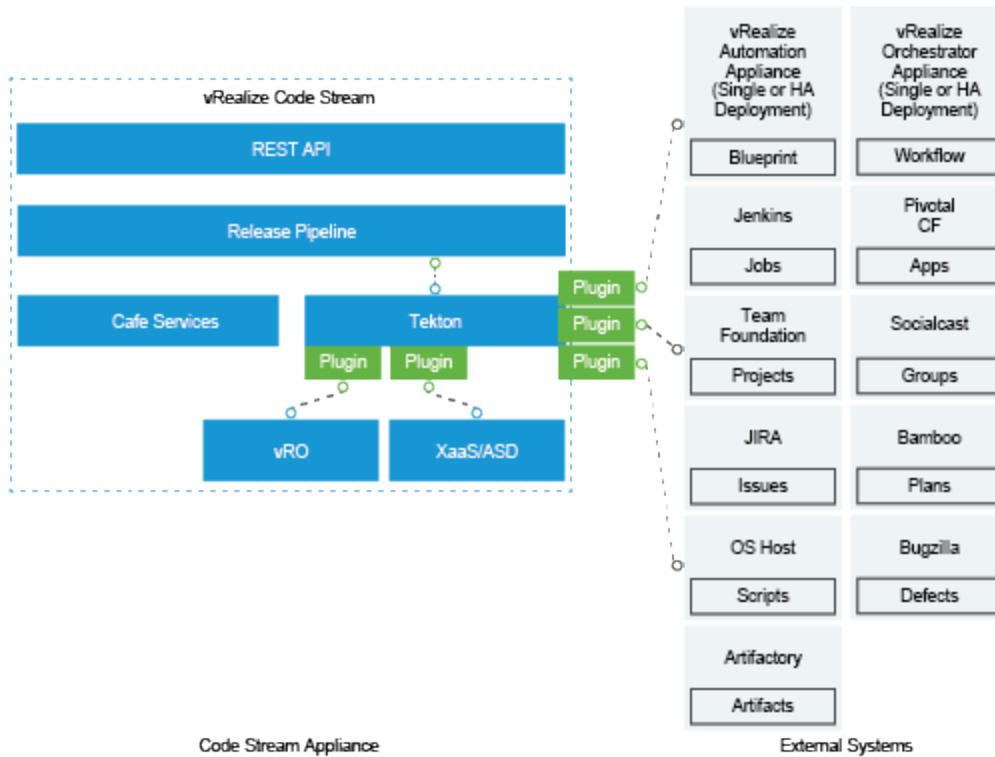 vRealize Code Stream
REST API
Release Pipeline
Cafe Services
Tekton
Plugin
Plugin
Plugin
Plugin
Plugin
vRO
XaaS/ASD
Code Stream Appliance
vRealize
Automation
Appliance
(Single or HA
Deployment)
Blueprint
vRealize
Orchestrator
Appliance
(Single or HA
Deployment)
Workflow
Jenkins
Jobs
Pivotal
CF
Apps
Team
Foundation
Projects
Socialcast
Groups
JIRA
Issues
Bamboo
Plans
OS Host
Scripts
Bugzilla
Defects
Artifactory
Artifacts
External Systems